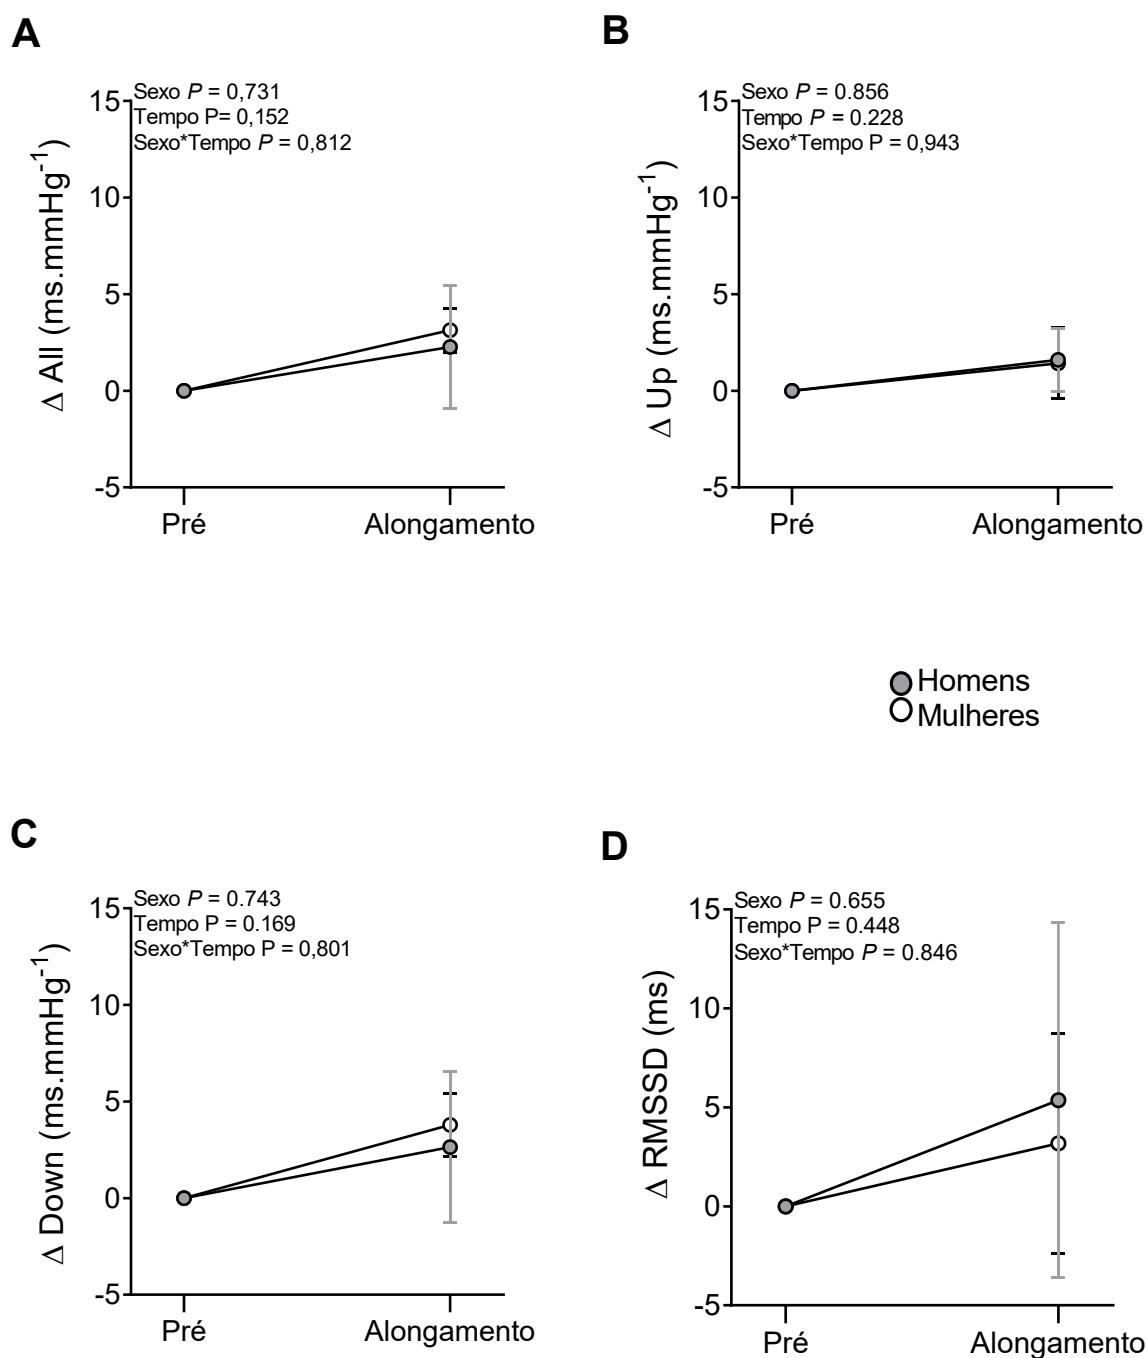 A
Sexo P = 0,731
Tempo P= 0,152
Sexo*Tempo P = 0,812
Δ All (ms.mmHg⁻¹)
15
10
5
0
-5
Pré
Alongamento
B
Sexo P = 0.856
Tempo P = 0.228
Sexo*Tempo P = 0,943
Δ Up (ms.mmHg⁻¹)
15
10
5
0
-5
Pré
Alongamento
Homens
Mulheres
C
Sexo P = 0.743
Tempo P = 0.169
Sexo*Tempo P = 0,801
Δ Down (ms.mmHg⁻¹)
15
10
5
0
-5
Pré
Alongamento
D
Sexo P = 0.655
Tempo P = 0.448
Sexo*Tempo P = 0.846
Δ RMSSD (ms)
15
10
5
0
-5
Pré
Alongamento